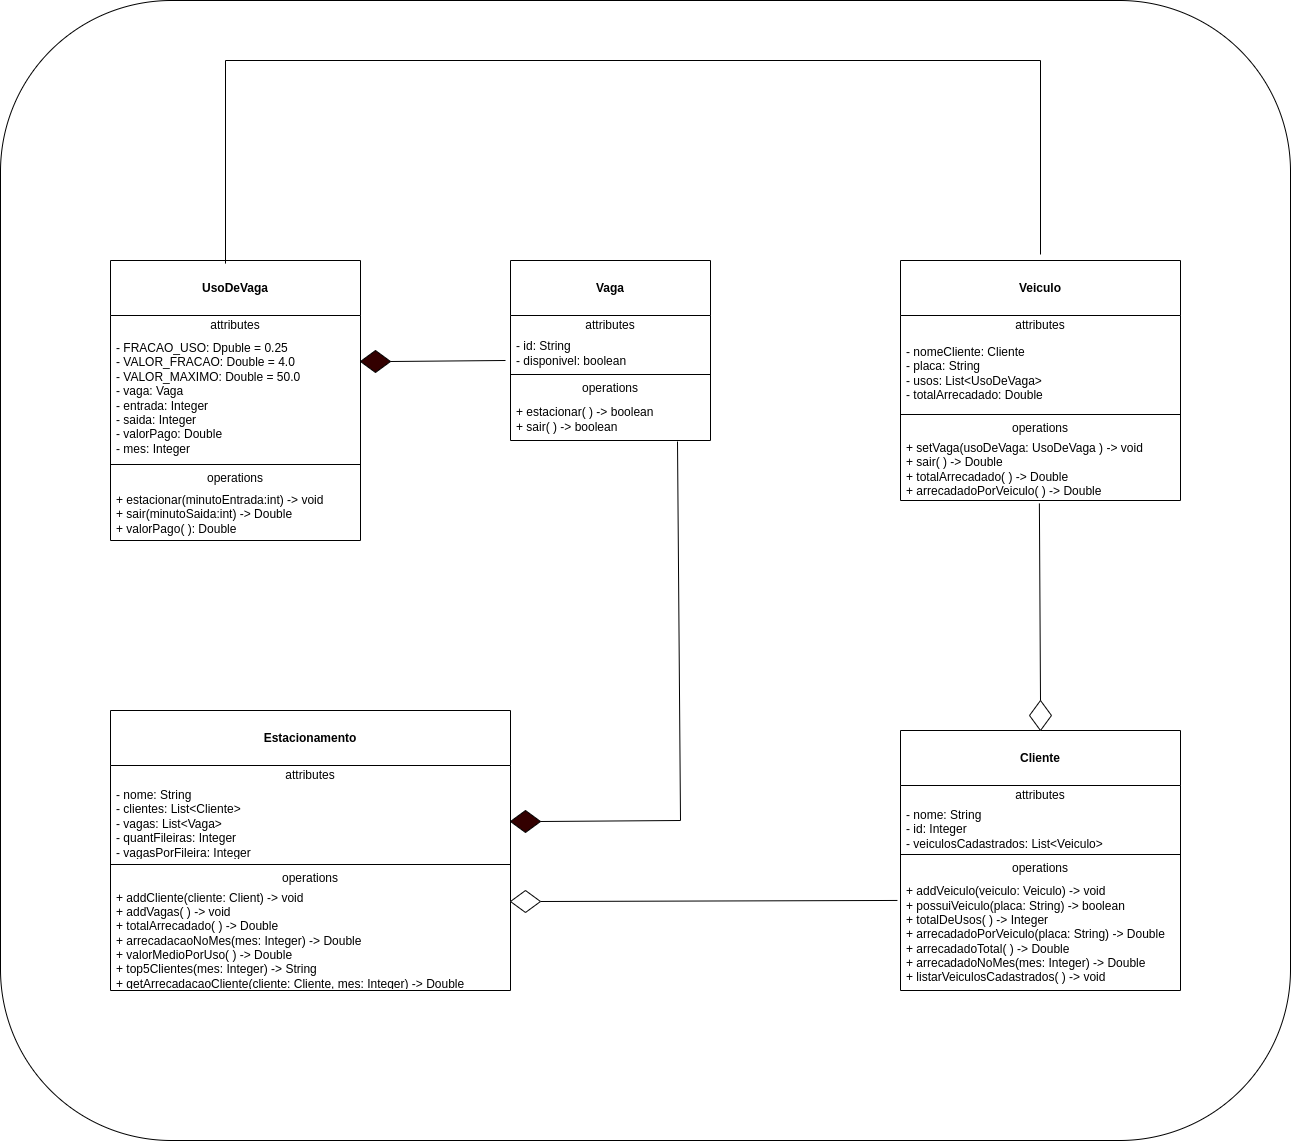 UsoDeVaga
attributes
- FRACAO_USO: Dpuble = 0.25
- VALOR_FRACAO: Double = 4.0
- VALOR_MAXIMO: Double = 50.0
- vaga: Vaga
- entrada: Integer
- saida: Integer
- valorPago: Double
- mes: Integer
operations
+ estacionar(minutoEntrada:int) -> void
+ sair(minutoSaida:int) -> Double
+ valorPago( ): Double
Vaga
attributes
- id: String
- disponivel: boolean
operations
+ estacionar( ) -> boolean
+ sair( ) -> boolean
Veiculo
attributes
- nomeCliente: Cliente
- placa: String
- usos: List<UsoDeVaga>
- totalArrecadado: Double
operations
+ setVaga(usoDeVaga: UsoDeVaga ) -> void
+ sair( ) -> Double
+ totalArrecadado( ) -> Double
+ arrecadadoPorVeiculo( ) -> Double
Estacionamento
attributes
- nome: String
- clientes: List<Cliente>
- vagas: List<Vaga>
- quantFileiras: Integer
- vagasPorFileira: Integer
operations
+ addCliente(cliente: Client) -> void
+ addVagas( ) -> void
+ totalArrecadado( ) -> Double
+ arrecadacaoNoMes(mes: Integer) -> Double
+ valorMedioPorUso( ) -> Double
+ top5Clientes(mes: Integer) -> String
+ getArrecadacaoCliente(cliente: Cliente, mes: Integer) -> Double
Cliente
attributes
- nome: String
- id: Integer
- veiculosCadastrados: List<Veiculo>
operations
+ addVeiculo(veiculo: Veiculo) -> void
+ possuiVeiculo(placa: String) -> boolean
+ totalDeUsos( ) -> Integer
+ arrecadadoPorVeiculo(placa: String) -> Double
+ arrecadadoTotal( ) -> Double
+ arrecadadoNoMes(mes: Integer) -> Double
+ listarVeiculosCadastrados( ) -> void